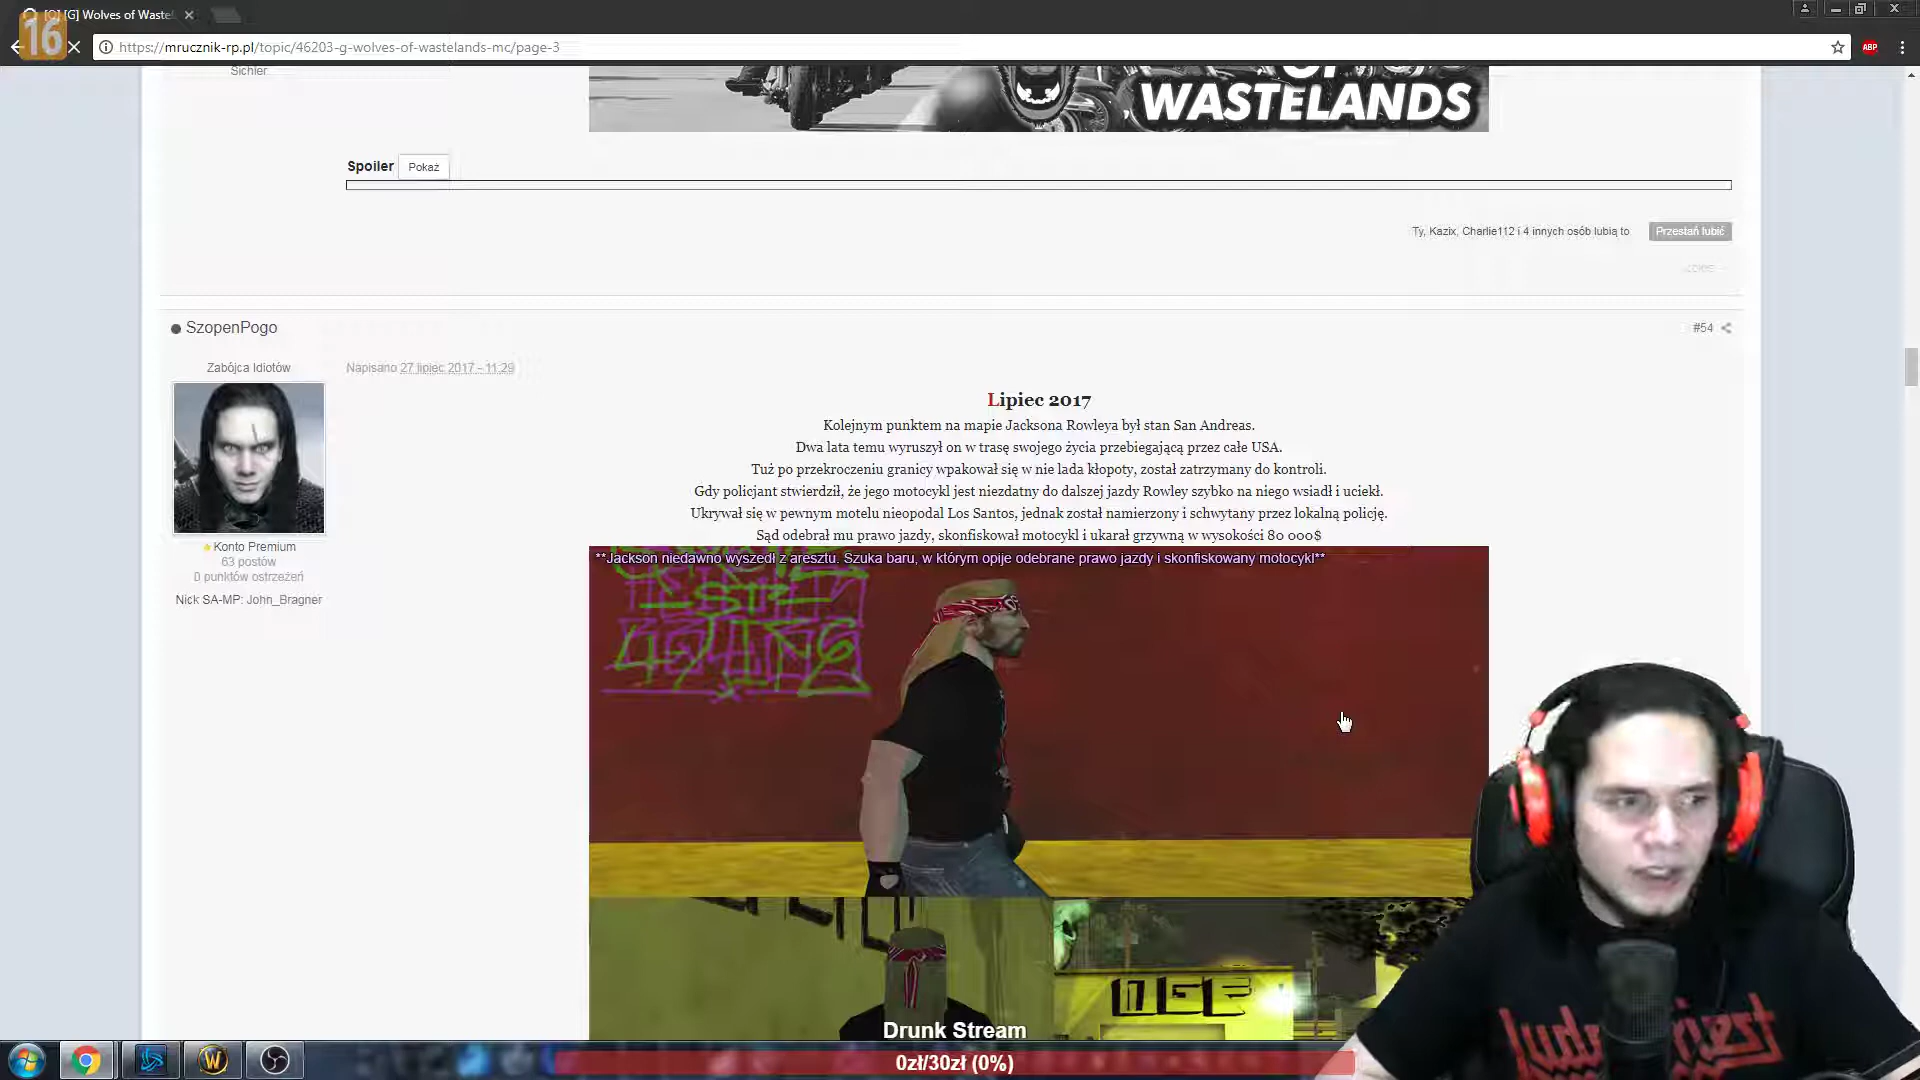 [O] [G] Wolves of Waste
16
https://mrucznik-rp.pl/topic/46203-g-wolves-of-wastelands-mc/page-3
ABP
Sichler
WASTELANDS
Spoiler Pokaż
Ty, Kazix, Charlie112 i 4 innych osób lubią to Przestań lubić
SzopenPogo
#54
Zabójca Idiotów
Napisano 27 lipiec 2017 - 11:29
Lipiec 2017
Kolejnym punktem na mapie Jacksona Rowleya był stan San Andreas.
Dwa lata temu wyruszył on w trasę swojego życia przebiegającą przez całe USA.
Tuż po przekroczeniu granicy wpakował się w nie lada kłopoty, został zatrzymany do kontroli.
Gdy policjant stwierdził, że jego motocykl jest niezdatny do dalszej jazdy Rowley szybko na niego wsiadł i uciekł.
Ukrywał się w pewnym motelu nieopodal Los Santos, jednak został namierzony i schwytany przez lokalną policję.
Sąd odebrał mu prawo jazdy, skonfiskował motocykl i ukarał grzywną w wysokości 80 000$
**Jackson niedawno wyszedł z aresztu. Szuka baru, w którym opije odebrane prawo jazdy i skonfiskowany motocykl**
Konto Premium
63 postów
0 punktów ostrzeżeń
Nick SA-MP: John_Bragner
Drunk Stream
0zł/30zł (0%)